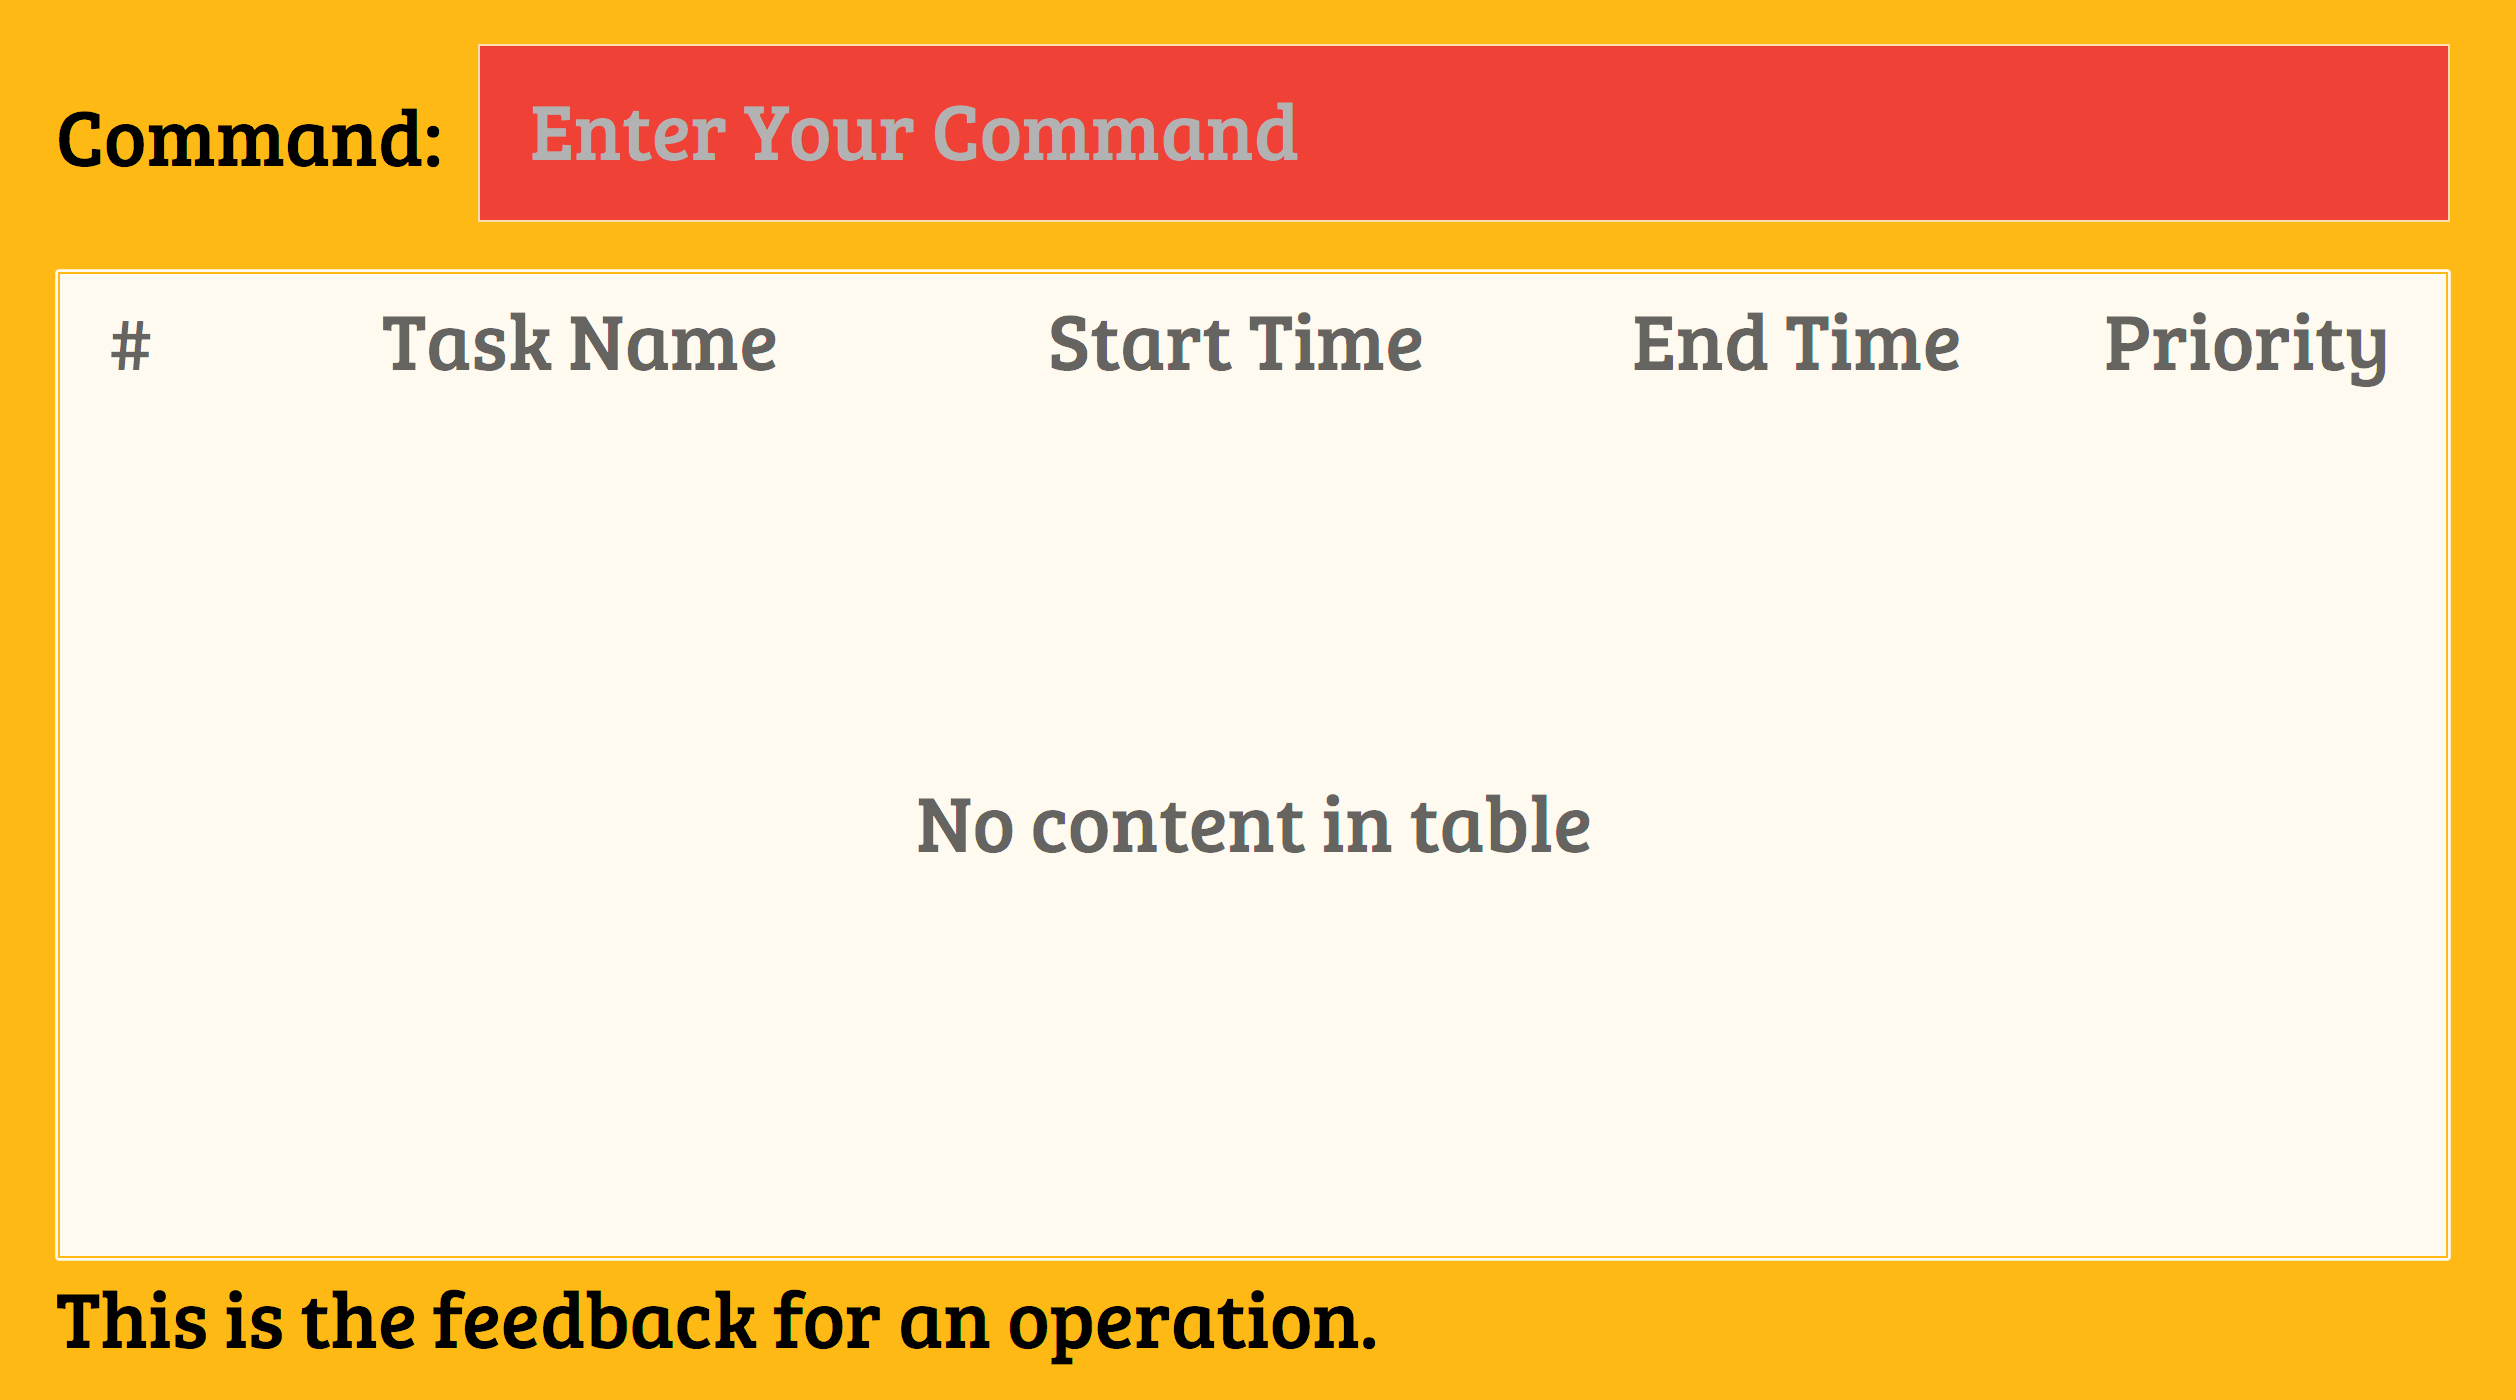 Command: Enter Your Command
# Task Name Start Time End Time Priority
No content in table
This is the feedback for an operation.